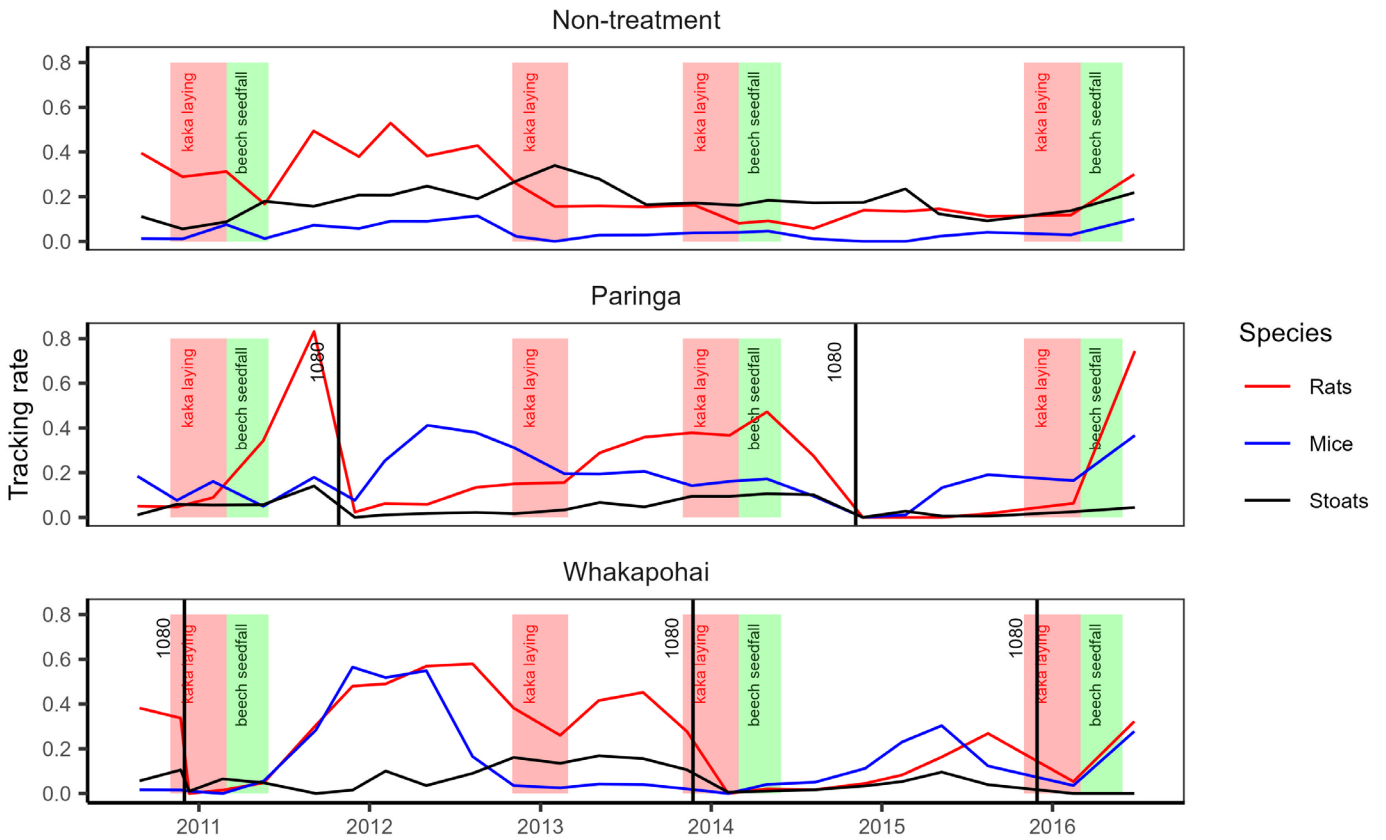 Non-treatment
0.8
0.6
0.4
0.2
0.0
kaka laying
beech seedfall
kaka laying
kaka laying
beech seedfall
kaka laying
beech seedfall
Paringa
Tracking rate
0.8
0.6
0.4
0.2
0.0
kaka laying
beech seedfall
1080
kaka laying
kaka laying
beech seedfall
1080
kaka laying
beech seedfall
Species
Rats
Mice
Stoats
Whakapohai
0.8
0.6
0.4
0.2
0.0
1080
kaka laying
beech seedfall
kaka laying
1080
kaka laying
beech seedfall
1080
kaka laying
beech seedfall
2011
2012
2013
2014
2015
2016